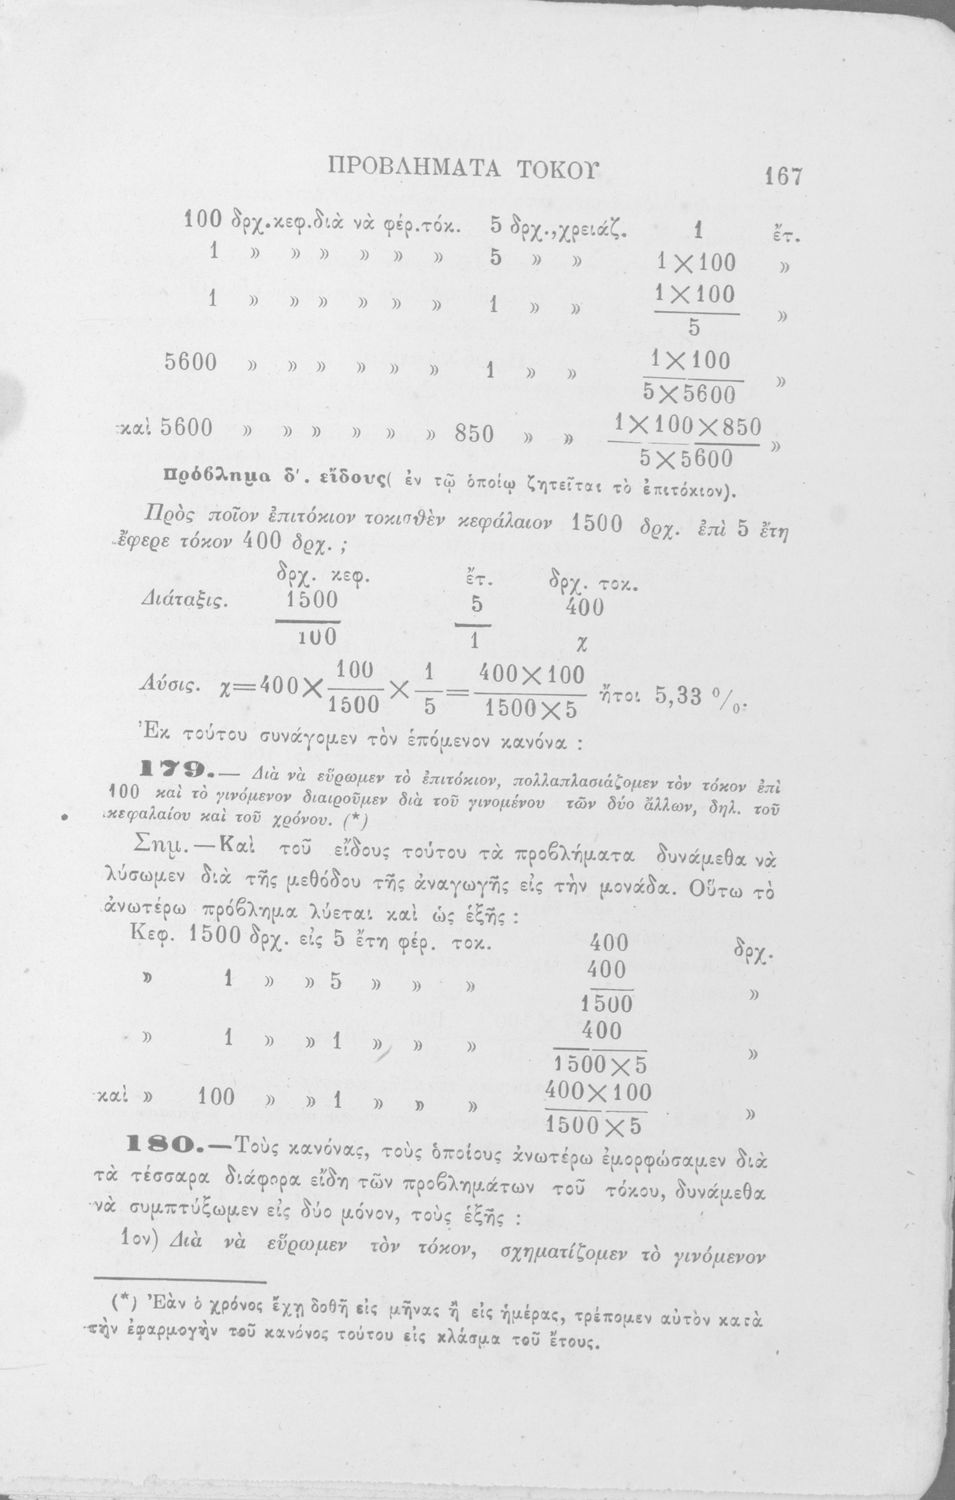 ΠΡΟΒΛΗΜΑΤΑ ΤΟΚΟΥ 167
100 δρχ.κεφ.διὰ νὰ φέρ.τόκ. 5 δρχ.,χρειάζ. 1 ἔτ.
1 » » » » » » 5 » » 1×100 »
1 » » » » » » 1 » » 1×100/5 »
5600 » » » » » » 1 » » 1×100/5×5600 »
καὶ 5600 » » » » » » 850 » » 1×100×850/5×5600 »
Πρόβλημα δ'. εἴδους( ἐν τῷ ὁποίῳ ζητεῖται τὸ ἐπιτόκιον).
Πρὸς ποῖον ἐπιτόκιον τοκισθὲν κεφάλαιον 1500 δρχ. ἐπὶ 5 ἔτη
ἔφερε τόκον 400 δρχ. ;
δρχ. κεφ. ἔτ. δρχ. τοκ.
Διάταξις. 1500 5 400
100 1 χ
Λύσις. χ=400×100/1500×1/5=400×100/1500×5 ἤτοι 5,33 %.
Ἐκ τούτου συνάγομεν τὸν ἑπόμενον κανόνα :
179.— Διὰ νὰ εὕρωμεν τὸ ἐπιτόκιον, πολλαπλασιάζομεν τὸν τόκον ἐπὶ
100 καὶ τὸ γινόμενον διαιροῦμεν διὰ τοῦ γινομένου τῶν δύο ἄλλων, δηλ. τοῦ
κεφαλαίου καὶ τοῦ χρόνου. (*)
Σημ.—Καὶ τοῦ εἴδους τούτου τὰ προβλήματα δυνάμεθα νὰ
λύσωμεν διὰ τῆς μεθόδου τῆς ἀναγωγῆς εἰς τὴν μονάδα. Οὕτω τὸ
ἀνωτέρω πρόβλημα λύεται καὶ ὡς ἑξῆς :
Κεφ. 1500 δρχ. εἰς 5 ἔτη φέρ. τοκ. 400 δρχ.
» 1 » » 5 » » » 400/1500 »
» 1 » » 1 » » » 400/1500×5 »
καὶ » 100 » » 1 » » » 400×100/1500×5 »
180.—Τοὺς κανόνας, τοὺς ὁποίους ἀνωτέρω ἐμορφώσαμεν διὰ
τὰ τέσσαρα διάφορα εἴδη τῶν προβλημάτων τοῦ τόκου, δυνάμεθα
νὰ συμπτύξωμεν εἰς δύο μόνον, τοὺς ἑξῆς :
1ον) Διὰ νὰ εὕρωμεν τὸν τόκον, σχηματίζομεν τὸ γινόμενον
(*) Ἐὰν ὁ χρόνος ἔχῃ δοθῆ εἰς μῆνας ἢ εἰς ἡμέρας, τρέπομεν αὐτὸν κατὰ
τὴν ἐφαρμογὴν τοῦ κανόνος τούτου εἰς κλάσμα τοῦ ἔτους.